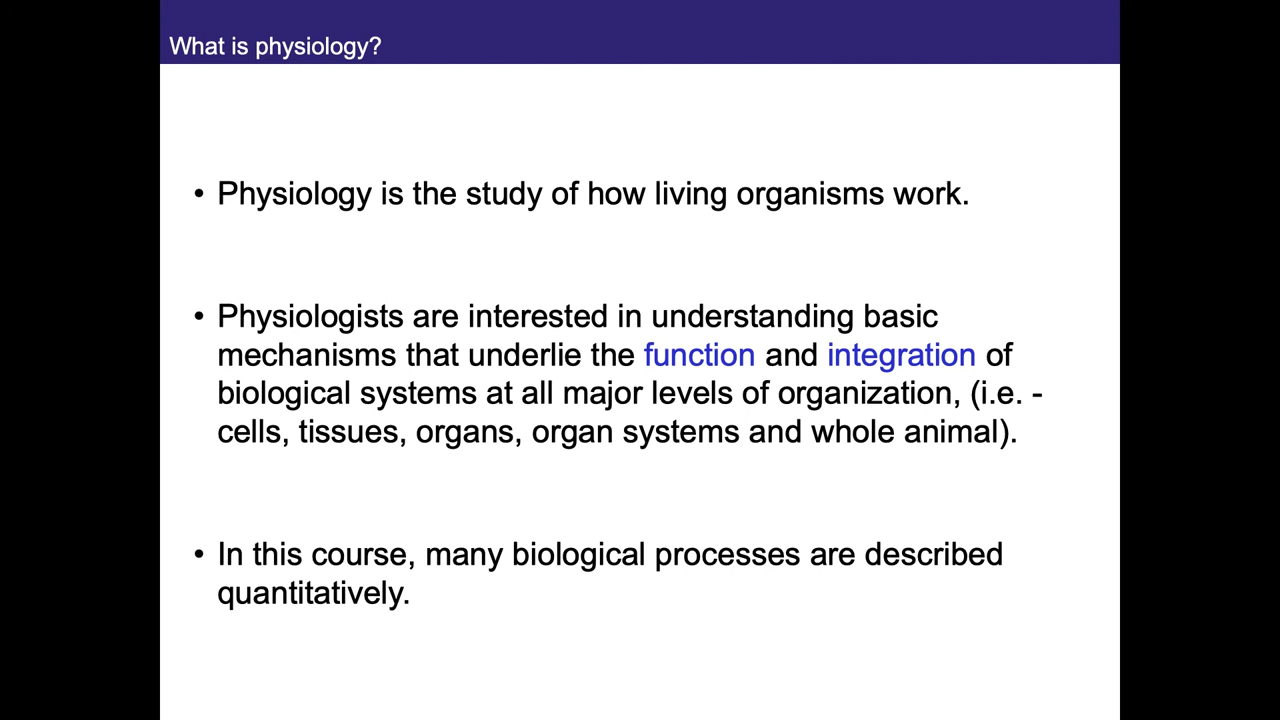 What is physiology?
• Physiology is the study of how living organisms work.
• Physiologists are interested in understanding basic
mechanisms that underlie the function and integration of
biological systems at all major levels of organization, (i.e. -
cells, tissues, organs, organ systems and whole animal).
• In this course, many biological processes are described
quantitatively.